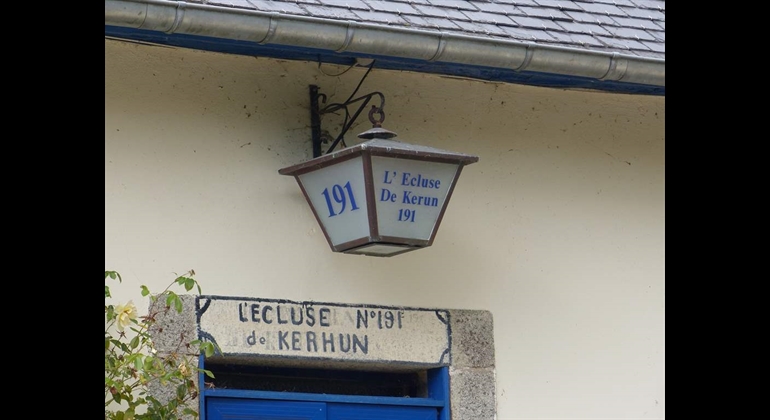 191
L' Ecluse
De Kerun
191
L'ECLUSE N°191
de KERHUN